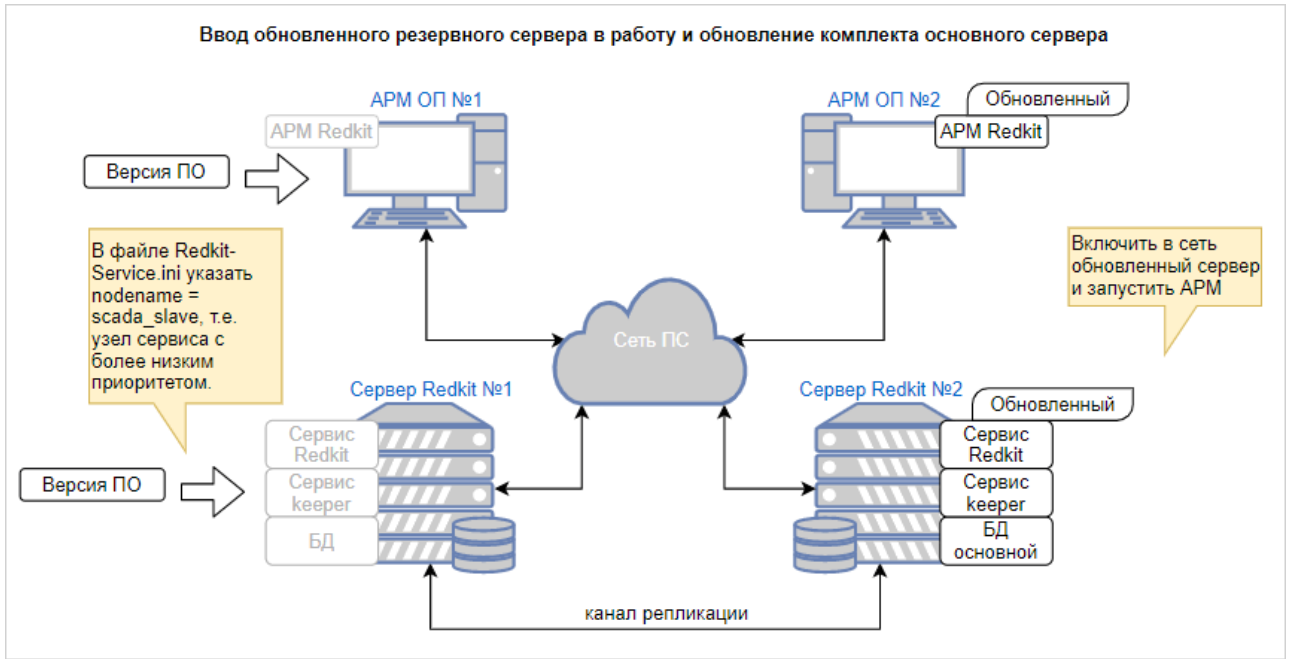 Ввод обновленного резервного сервера в работу и обновление комплекта основного сервера
АРМ ОП №1
АРМ Redkit
Версия ПО
АРМ ОП №2
Обновленный
АРМ Redkit
В файле Redkit-
Service.ini указать
nodename =
scada_slave, т.е.
узел сервиса с
более низким
приоритетом.
Включить в сеть
обновленный сервер
и запустить АРМ
Сеть ПС
Сервер Redkit №1
Сервис
Redkit
Сервис
keeper
БД
Версия ПО
Сервер Redkit №2
Обновленный
Сервис
Redkit
Сервис
keeper
БД
основной
канал репликации